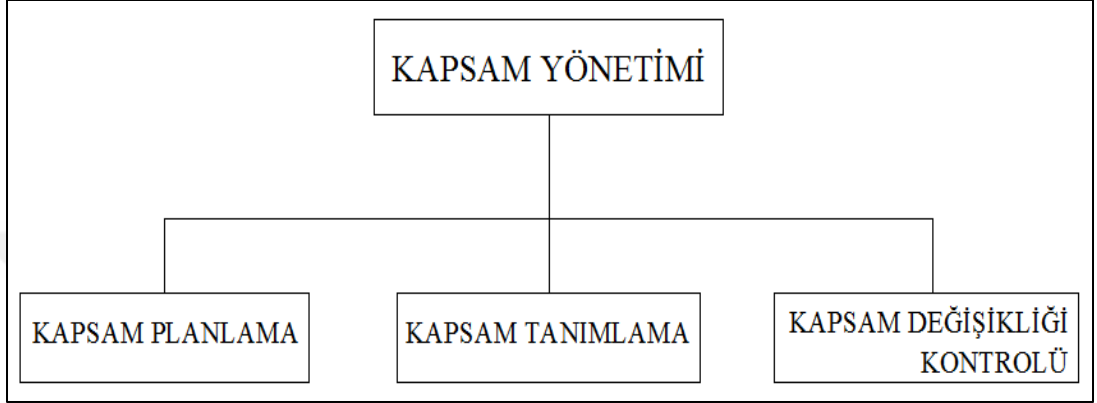 KAPSAM YÖNETİMİ
KAPSAM PLANLAMA
KAPSAM TANIMLAMA
KAPSAM DEĞİŞİKLİĞİ
KONTROLÜ